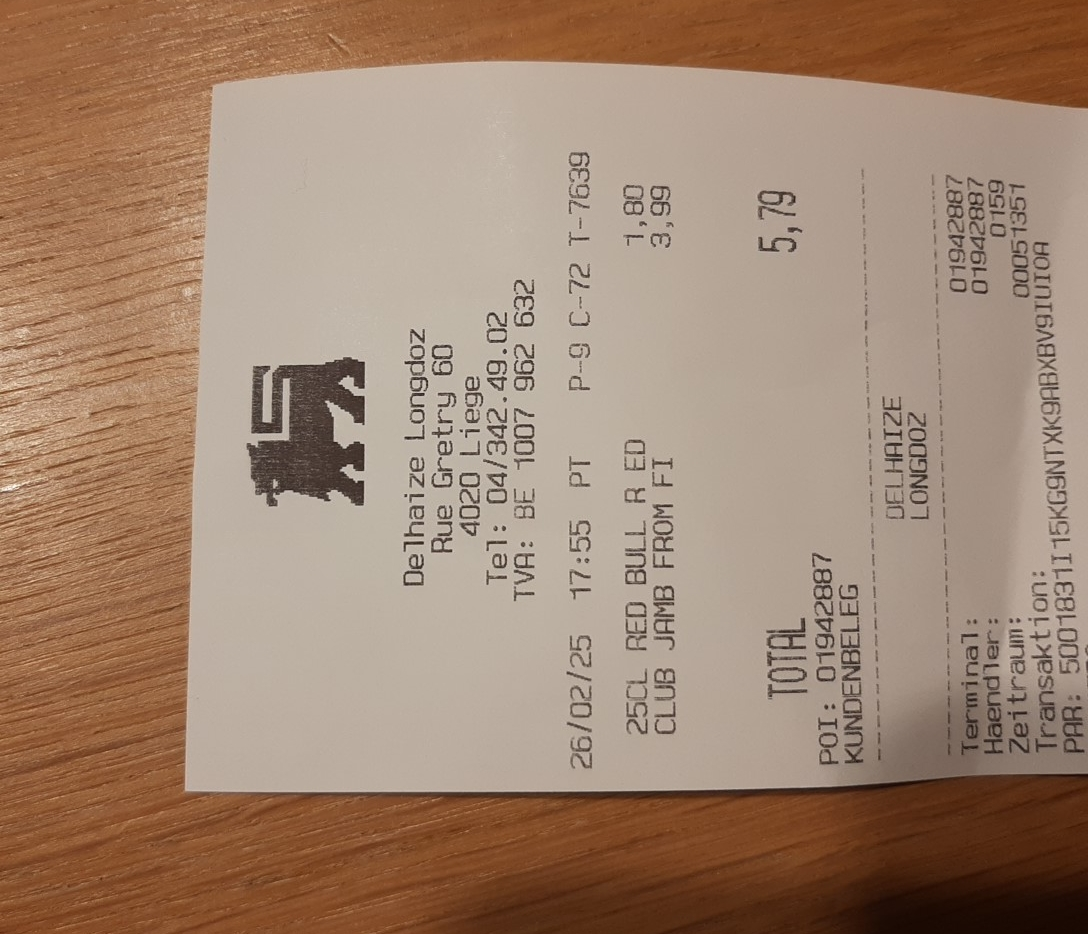 Delhaize Longdoz
Rue Gretry 60
4020 Liege
Tel: 04/342.49.02
TVA: BE 1007 962 632
26/02/25 17:55 PT P-9 C-72 T-7639
25CL RED BULL R ED 1,80
CLUB JAMB FROM FI 3,99
TOTAL 5,79
POI: 01942887
KUNDENBELEG
DELHAIZE
LONGDOZ
Terminal: 01942887
Haendler: 01942887
Zeitraum: 0159
Transaktion: 00051351
PAR: 5001831I15KG9NTXK9ABXBV9IUIOA